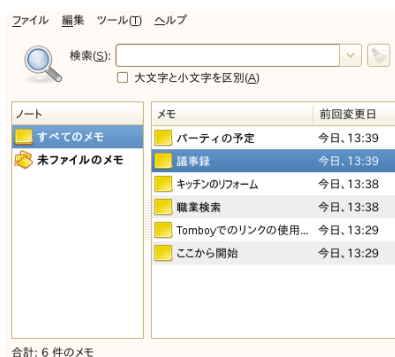 ファイル 編集 ツール(T) ヘルプ
検索(S):
大文字と小文字を区別(A)
ノート
すべてのメモ
未ファイルのメモ
メモ 前回変更日
パーティの予定 今日、13:39
議事録 今日、13:39
キッチンのリフォーム 今日、13:38
職業検索 今日、13:38
Tomboyでのリンクの使用... 今日、13:29
ここから開始 今日、13:29
合計: 6 件のメモ